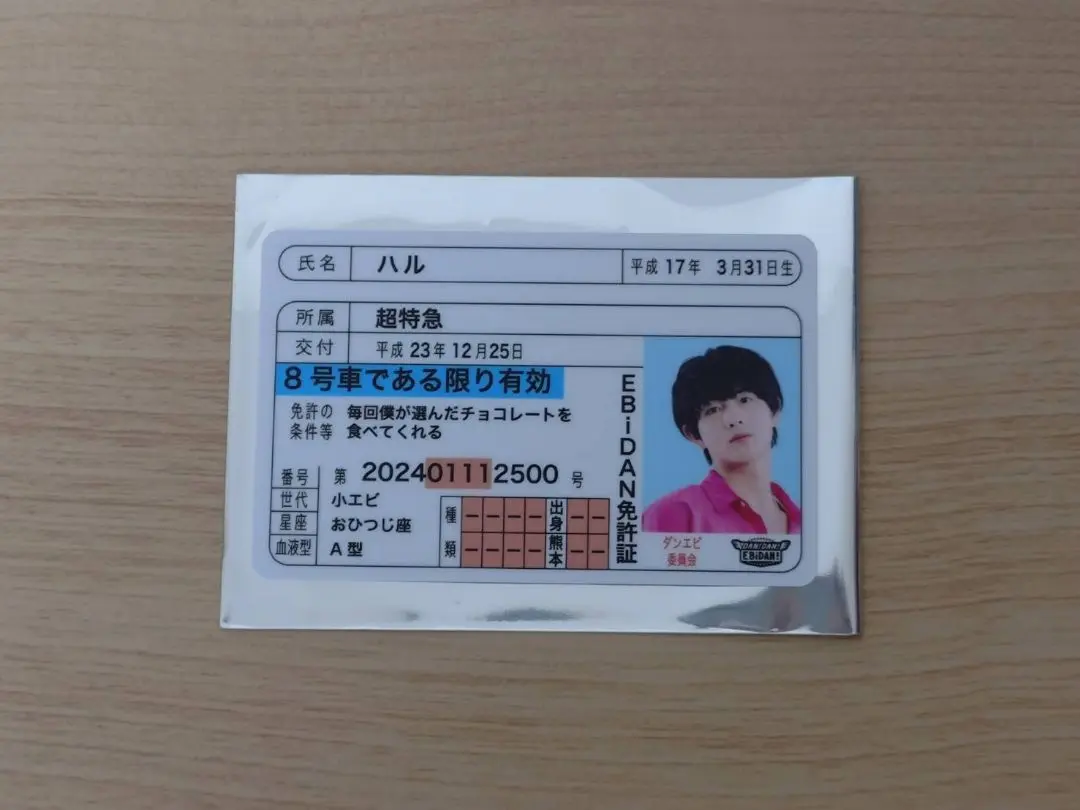 氏名 ハル 平成 17年 3月31日生
所属 超特急
交付 平成 23年 12月25日
8号車である限り有効
免許の条件等 毎回僕が選んだチョコレートを
食べてくれる
番号 第 202401112500 号
世代 小エビ
星座 おひつじ座
血液型 A型
種類
出身 熊本
EBiDAN免許証
ダンエビ
委員会
DAN! DAN!
EBiDAN!